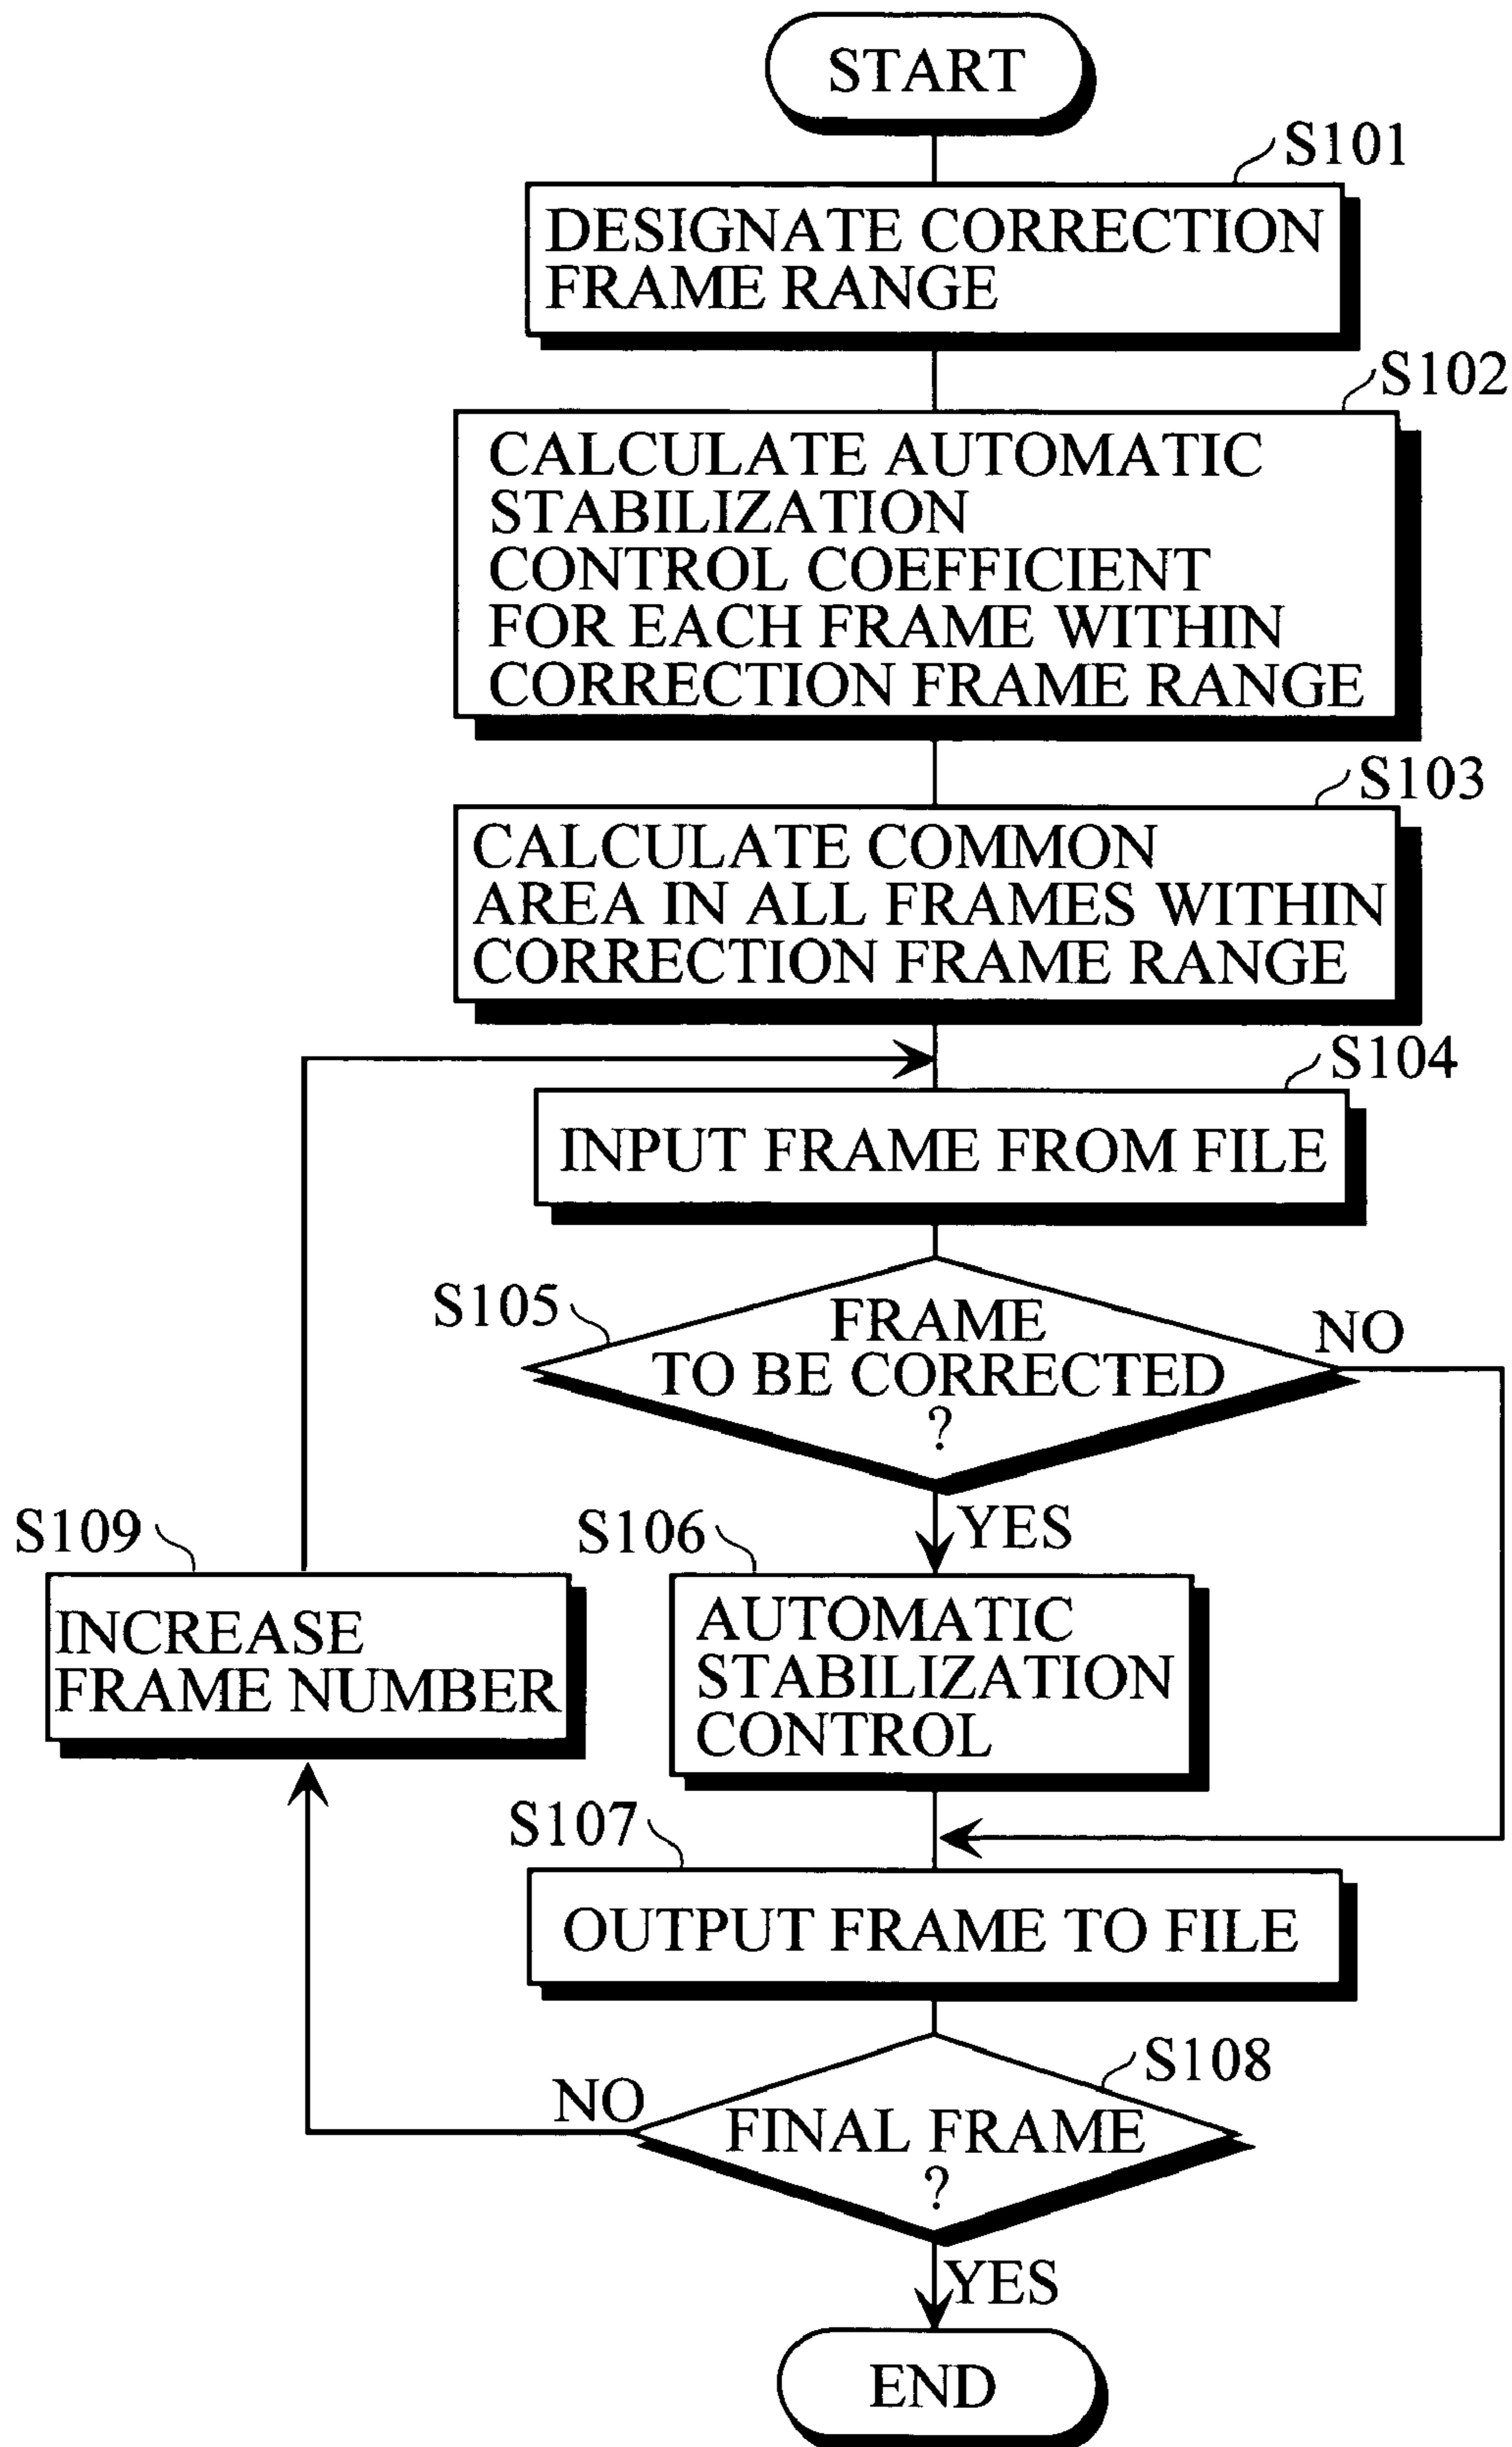 START
S101
DESIGNATE CORRECTION
FRAME RANGE
S102
CALCULATE AUTOMATIC
STABILIZATION
CONTROL COEFFICIENT
FOR EACH FRAME WITHIN
CORRECTION FRAME RANGE
S103
CALCULATE COMMON
AREA IN ALL FRAMES WITHIN
CORRECTION FRAME RANGE
S104
INPUT FRAME FROM FILE
S105
FRAME
TO BE CORRECTED
?
NO
YES
S106
AUTOMATIC
STABILIZATION
CONTROL
S109
INCREASE
FRAME NUMBER
S107
OUTPUT FRAME TO FILE
S108
FINAL FRAME
?
NO
YES
END